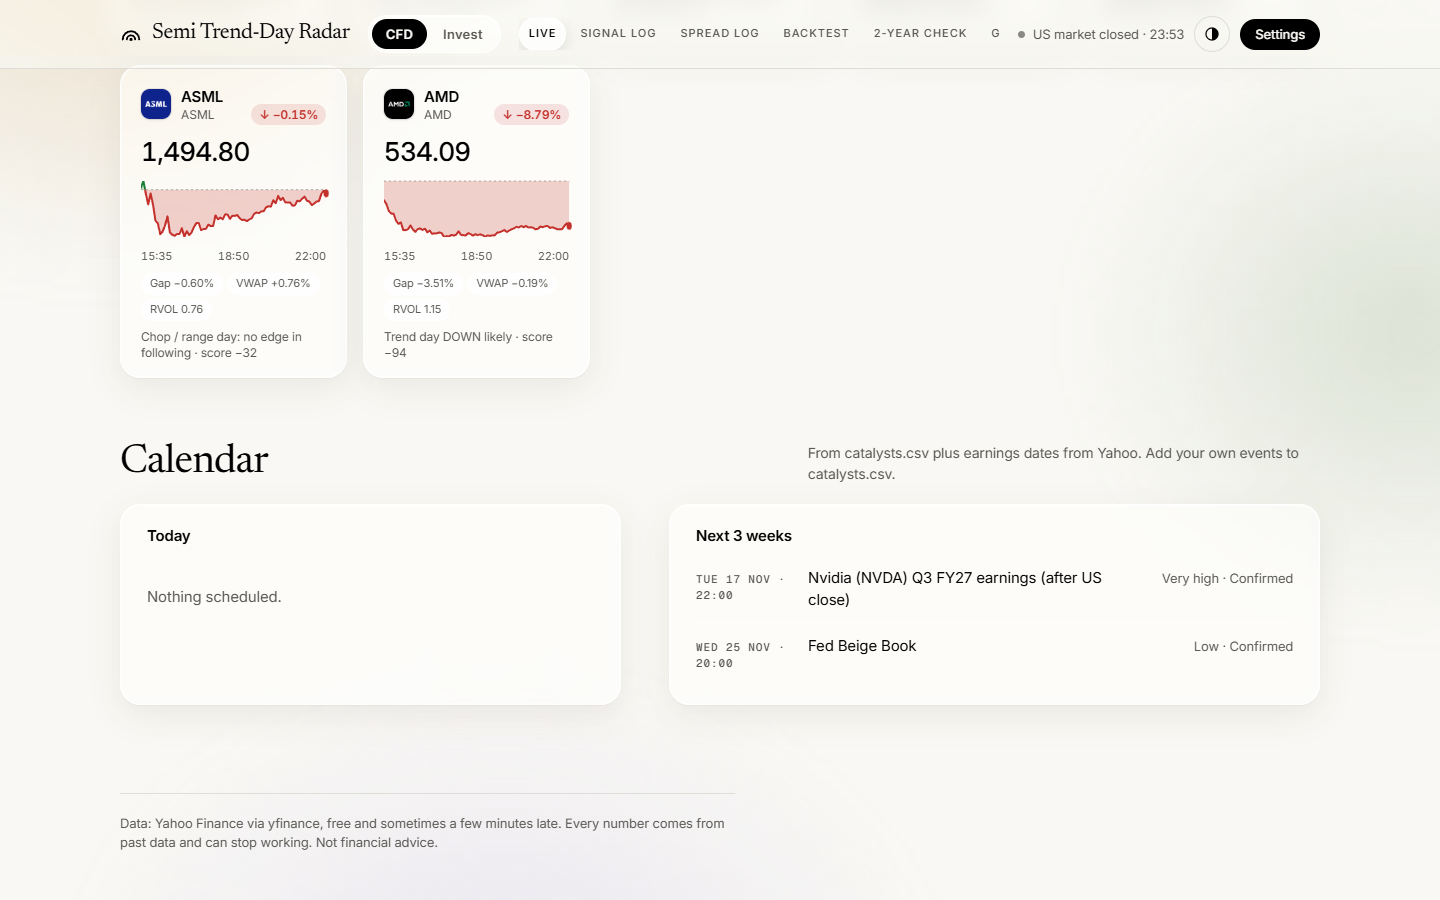 Semi Trend-Day Radar
CFD
Invest
LIVE
SIGNAL LOG
SPREAD LOG
BACKTEST
2-YEAR CHECK
G
US market closed · 23:53
Settings
ASML
ASML
ASML
↓ −0.15%
1,494.80
15:35 18:50 22:00
Gap −0.60%
VWAP +0.76%
RVOL 0.76
Chop / range day: no edge in
following · score −32
AMD
AMD
AMD
↓ −8.79%
534.09
15:35 18:50 22:00
Gap −3.51%
VWAP −0.19%
RVOL 1.15
Trend day DOWN likely · score
−94
Calendar
From catalysts.csv plus earnings dates from Yahoo. Add your own events to
catalysts.csv.
Today
Nothing scheduled.
Next 3 weeks
TUE 17 NOV ·
22:00
Nvidia (NVDA) Q3 FY27 earnings (after US
close)
Very high · Confirmed
WED 25 NOV ·
20:00
Fed Beige Book
Low · Confirmed
Data: Yahoo Finance via yfinance, free and sometimes a few minutes late. Every number comes from
past data and can stop working. Not financial advice.